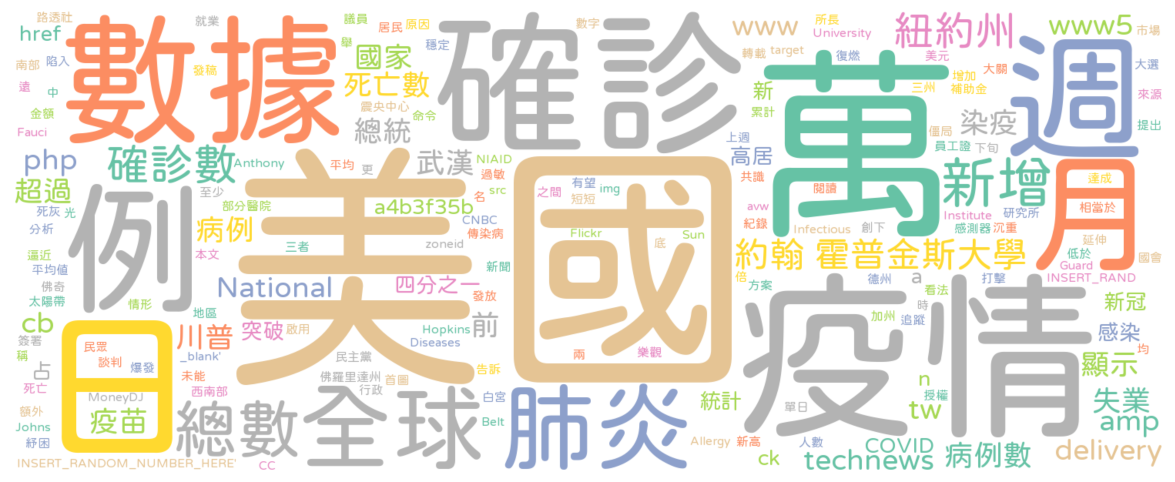 路透社
就業
href
數據
南部
陷入
發稿
遠
中
金額
Fauci
議員
居民
原因
舉
穩定
國家
死亡數
震央中心
命令
總統
確診
數字
www
轉載
target
所長
University
復燃
紐約州
美元
大關
www5
市場
大選
來源
提出
週
新
累計
萬
三州
增加
補助金
僵局
染疫
員工證
下旬
上週
高居
共識
閱讀
新增
月
達成
相當於
php
確診數
Anthony
平均
更
武漢
NIAID
過敏
名
src
超過
死灰
光
分析
例
至少
部分醫院
病例
本文
美
三者
a4b3f35b
CNBC
傳染病
zoneid
新聞
國
之間
有望
img
短短
Flickr
底
Sun
avw
紀錄
Infectious
創下
Institute
感測器
沉重
研究所
延伸
國會
逼近
平均值
佛奇
太陽帶
情形
National
四分之一
發放
約翰 霍普金斯大學
倍
方案
德州
a
看法
時
打擊
低於
Guard
INSERT_RAND
cb
簽署
稱
占
死亡
日
民眾
談判
爆發
地區
川普
突破
啟用
前
Hopkins
Diseases
疫情
加州
追蹤
新冠
感染
均
_blank'
未能
西南部
民主黨
佛羅里達州
行政
首圖
告訴
兩
樂觀
MoneyDJ
疫苗
額外
Johns
紓困
總數
全球
CC
白宮
Belt
肺炎
統計
單日
n
授權
tw
顯示
失業
amp
INSERT_RANDOM_NUMBER_HERE'
Allergy
新高
ck
人數
COVID
technews
病例數
delivery